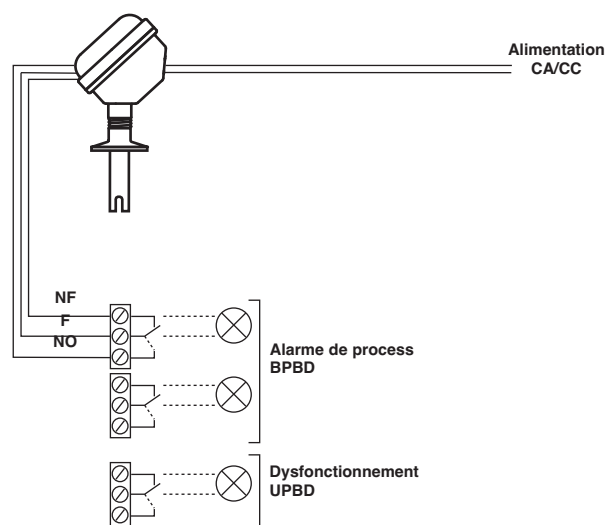 Alimentation
CA/CC
NF
F
NO
Alarme de process
BPBD
Dysfonctionnement
UPBD